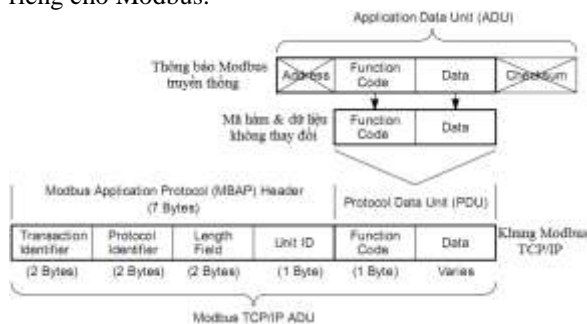 riêng cho Modbus.
Application Data Unit (ADU)
Thông báo Modbus
truyền thông
Address
Function
Code
Data
Checksum
Mã hàm & dữ liệu
không thay đổi
Function
Code
Data
Modbus Application Protocol (MBAP) Header
(7 Bytes)
Protocol Data Unit (PDU)
Transaction
Identifier
Protocol
Identifier
Length
Field
Unit ID
Function
Code
Data
Khung Modbus
TCP/IP
(2 Bytes)
(2 Bytes)
(2 Bytes)
(1 Byte)
(1 Byte)
Varies
Modbus TCP/IP ADU